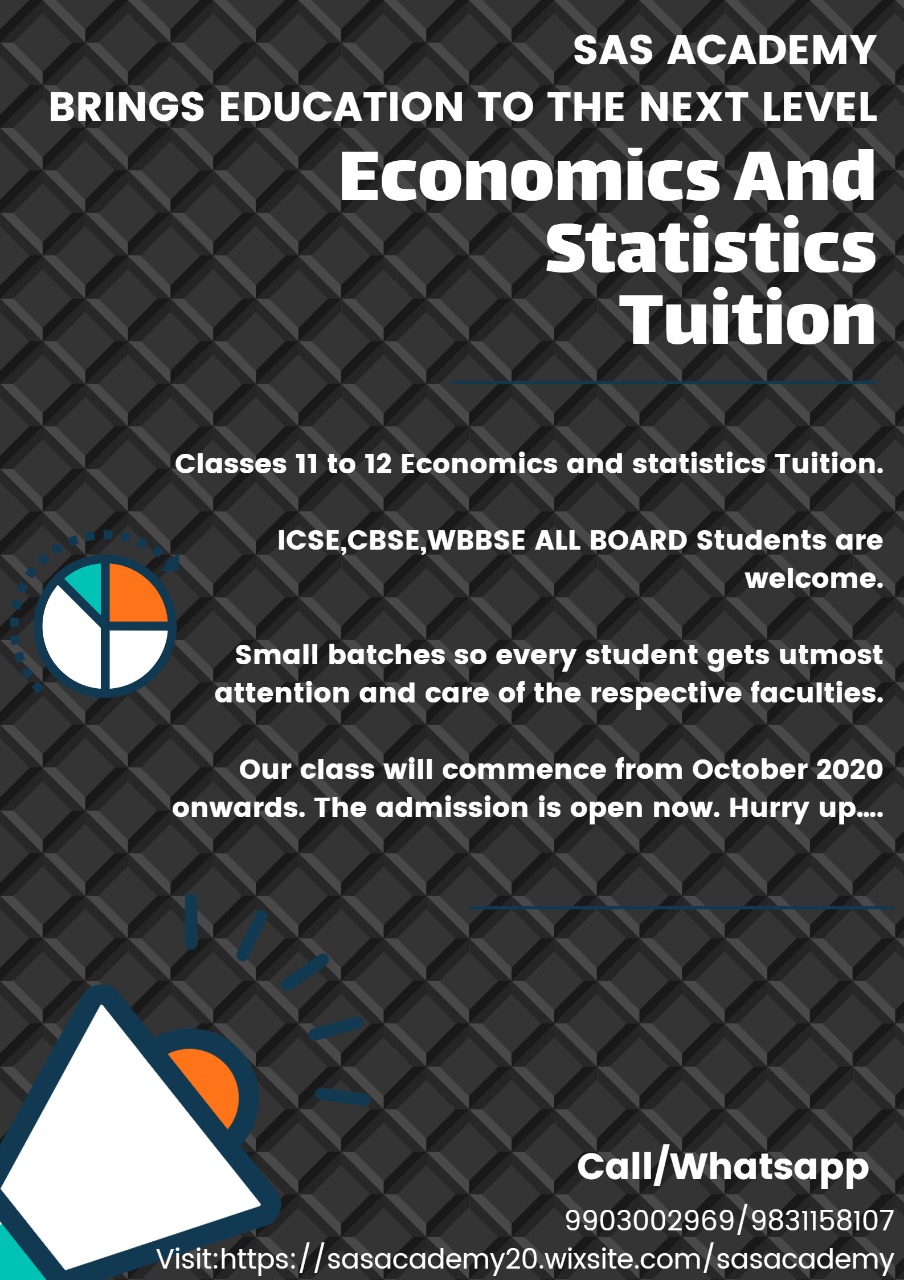 SAS ACADEMY
BRINGS EDUCATION TO THE NEXT LEVEL
Economics And
Statistics
Tuition
Classes 11 to 12 Economics and statistics Tuition.
ICSE,CBSE,WBBSE ALL BOARD Students are
welcome.
Small batches so every student gets utmost
attention and care of the respective faculties.
Our class will commence from October 2020
onwards. The admission is open now. Hurry up....
Call/Whatsapp
9903002969/9831158107
Visit:https://sasacademy20.wixsite.com/sasacademy